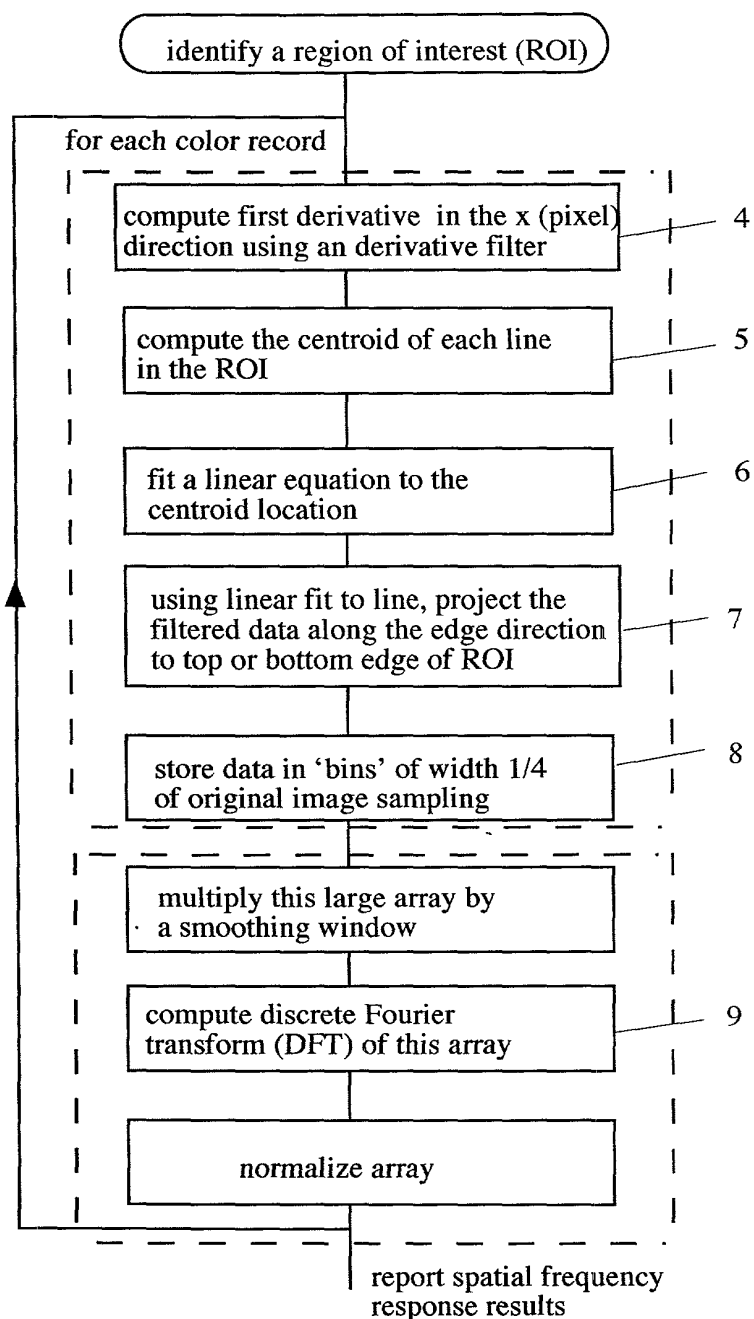 identify a region of interest (ROI)
for each color record
compute first derivative in the x (pixel)
direction using an derivative filter
4
compute the centroid of each line
in the ROI
5
fit a linear equation to the
centroid location
6
using linear fit to line, project the
filtered data along the edge direction
to top or bottom edge of ROI
7
store data in ‘bins’ of width 1/4
of original image sampling
8
multiply this large array by
a smoothing window
compute discrete Fourier
transform (DFT) of this array
9
normalize array
report spatial frequency
response results